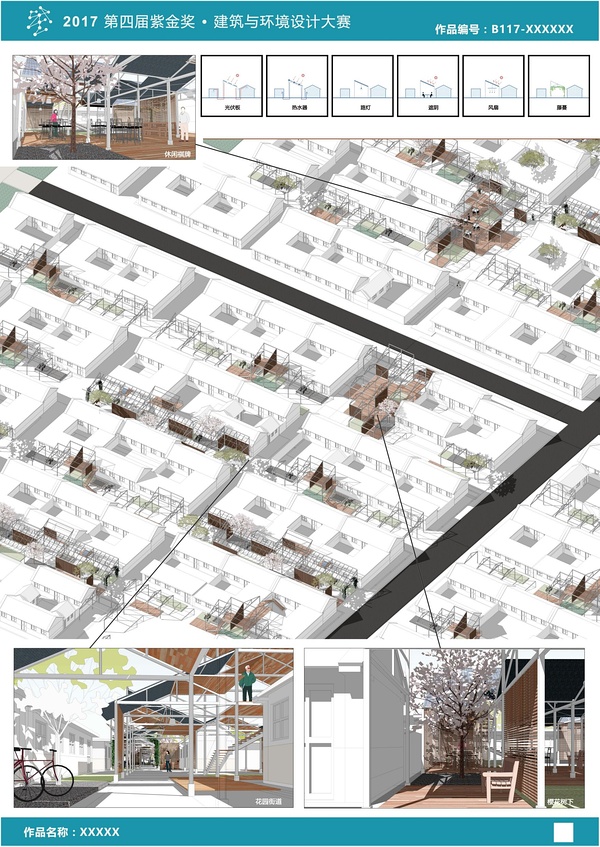 2017 第四届紫金奖 • 建筑与环境设计大赛
作品编号：B117-XXXXXX
光伏板
热水器
路灯
遮阴
风扇
藤蔓
休闲棋牌
花园街道
樱花树下
作品名称：XXXXX